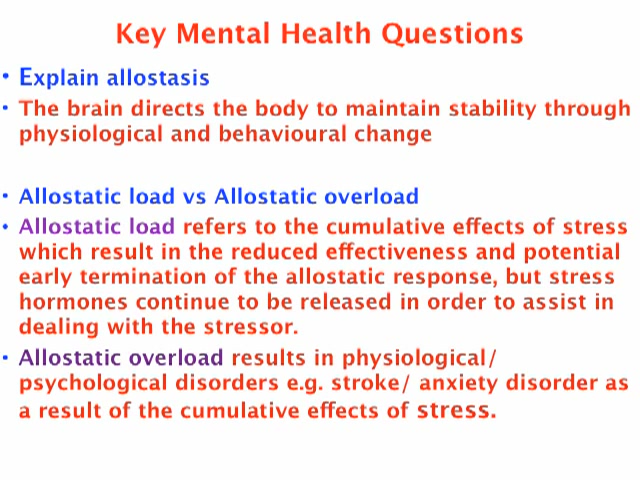 Key Mental Health Questions
• Explain allostasis
• The brain directs the body to maintain stability through
physiological and behavioural change
• Allostatic load vs Allostatic overload
• Allostatic load refers to the cumulative effects of stress
which result in the reduced effectiveness and potential
early termination of the allostatic response, but stress
hormones continue to be released in order to assist in
dealing with the stressor.
• Allostatic overload results in physiological/
psychological disorders e.g. stroke/ anxiety disorder as
a result of the cumulative effects of stress.